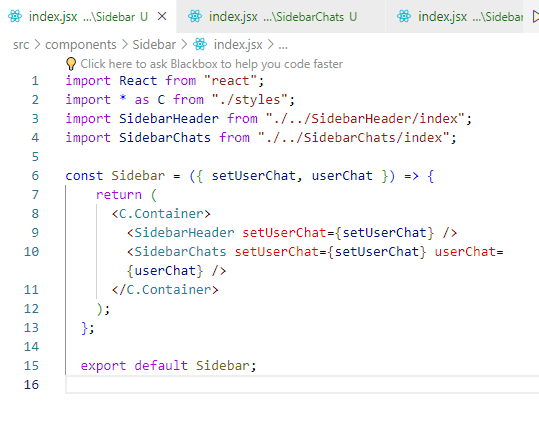 index.jsx ...\Sidebar U index.jsx ...\SidebarChats U index.jsx ...\Sidebar
src > components > Sidebar > index.jsx > ...
Click here to ask Blackbox to help you code faster
1 import React from "react";
2 import * as C from "./styles";
3 import SidebarHeader from "./../SidebarHeader/index";
4 import SidebarChats from "./../SidebarChats/index";
5
6 const Sidebar = ({ setUserChat, userChat }) => {
7 return (
8 <C.Container>
9 <SidebarHeader setUserChat={setUserChat} />
10 <SidebarChats setUserChat={setUserChat} userChat=
{userChat} />
11 </C.Container>
12 );
13 };
14
15 export default Sidebar;
16